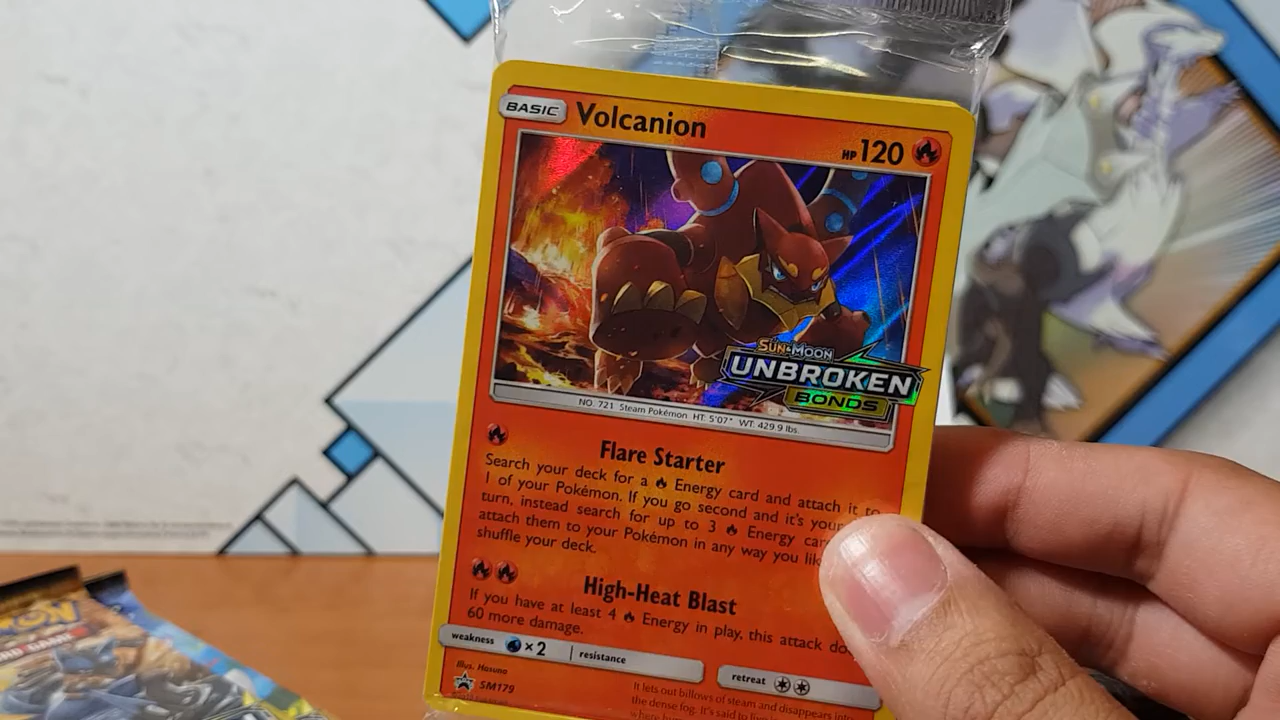 BASIC Volcanion HP 120
SUN & MOON
UNBROKEN
BONDS
NO. 721 Steam Pokémon HT: 5'07" WT: 429.9 lbs.
Flare Starter
Search your deck for a Energy card and attach it to
1 of your Pokémon. If you go second and it's your
turn, instead search for up to 3 Energy
attach them to your Pokémon in any way you
shuffle your deck.
High-Heat Blast
If you have at least 4 Energy in play, this attack
60 more damage.
weakness ×2 resistance
retreat
Illus. Hasuno
SM179
It lets out billows of steam and disappears into
the dense fog. It's said to